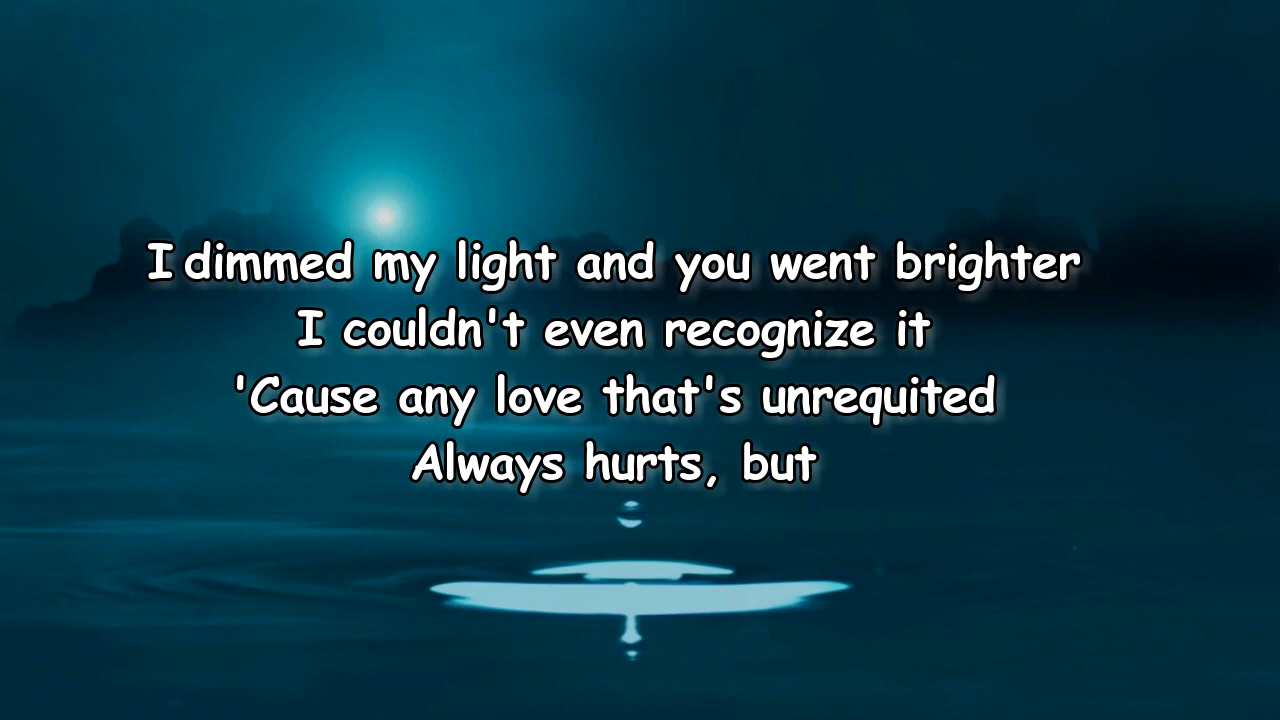 I dimmed my light and you went brighter
I couldn't even recognize it
'Cause any love that's unrequited
Always hurts, but